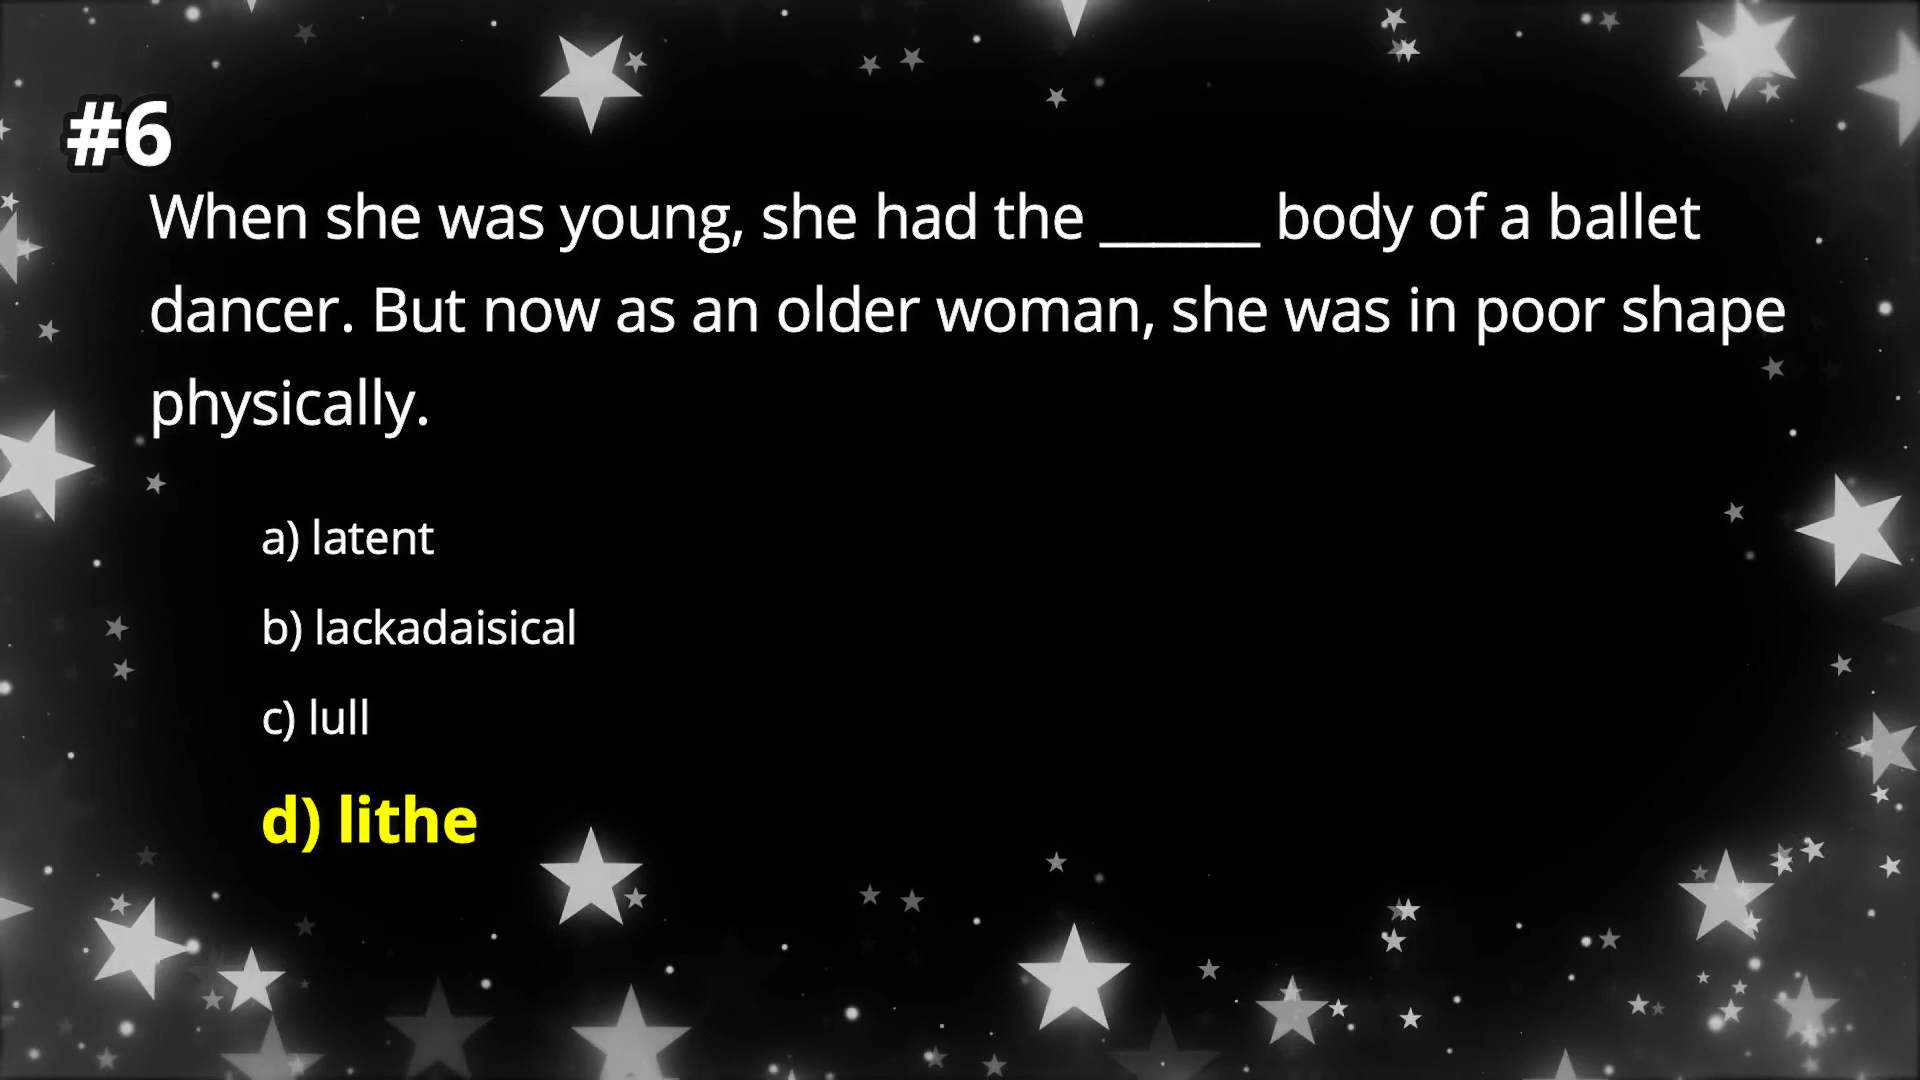 #6
When she was young, she had the ______ body of a ballet
dancer. But now as an older woman, she was in poor shape
physically.
a) latent
b) lackadaisical
c) lull
d) lithe